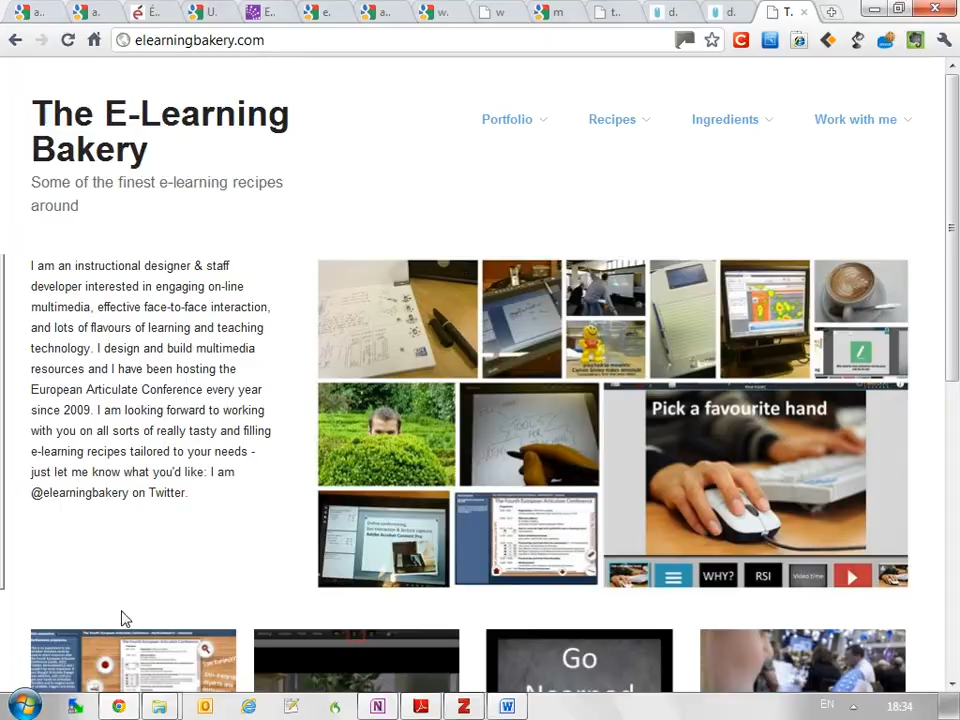 É..
U.
E..
e.
a..
w.
w
m
t..
d.
d.
T.
elearningbakery.com
The E-Learning
Bakery
Some of the finest e-learning recipes
around
Portfolio
Recipes
Ingredients
Work with me
I am an instructional designer & staff
developer interested in engaging on-line
multimedia, effective face-to-face interaction,
and lots of flavours of learning and teaching
technology. I design and build multimedia
resources and I have been hosting the
European Articulate Conference every year
since 2009. I am looking forward to working
with you on all sorts of really tasty and filling
e-learning recipes tailored to your needs -
just let me know what you'd like: I am
@elearningbakery on Twitter.
Pick a favourite hand
WHY?
RSI
Video time
Go
EN
18:34